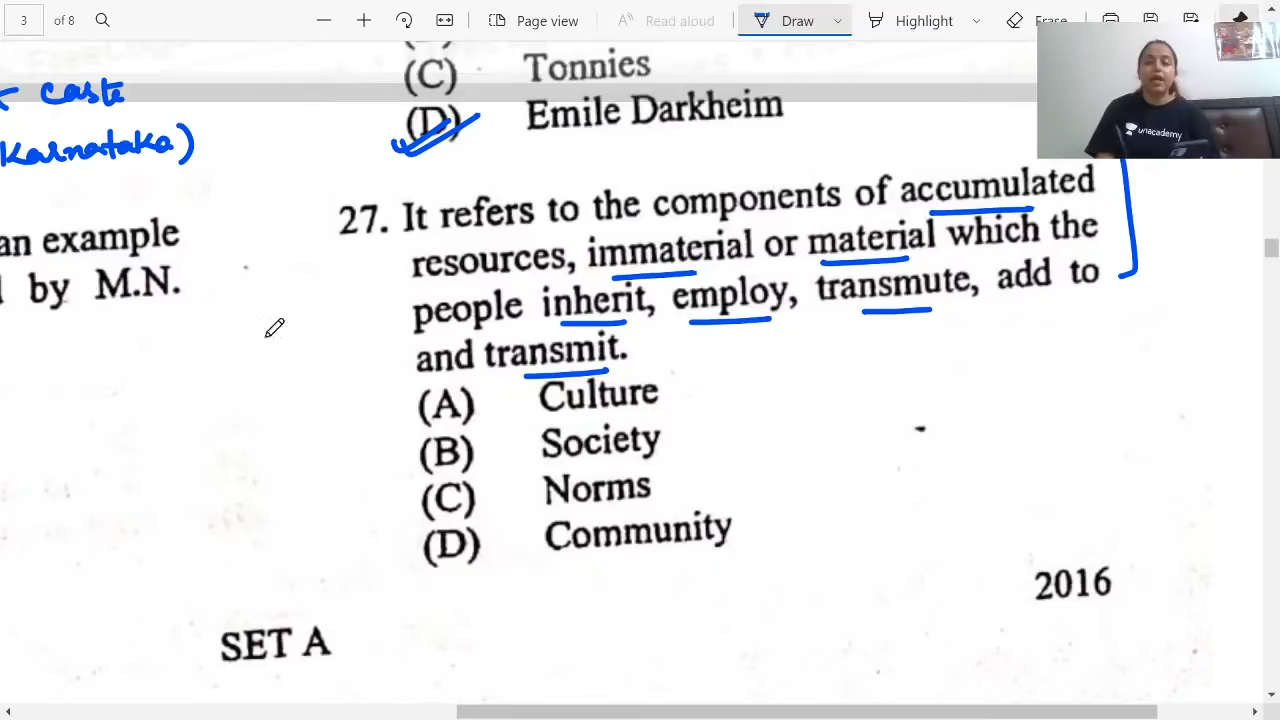 3 of 8 Page view Read aloud Draw Highlight Erase
caste
Karnataka)
(C) Tonnies
(D) Emile Darkheim
unacademy
an example
by M.N.
27. It refers to the components of accumulated
resources, immaterial or material which the
people inherit, employ, transmute, add to
and transmit.
(A) Culture
(B) Society
(C) Norms
(D) Community
2016
SET A